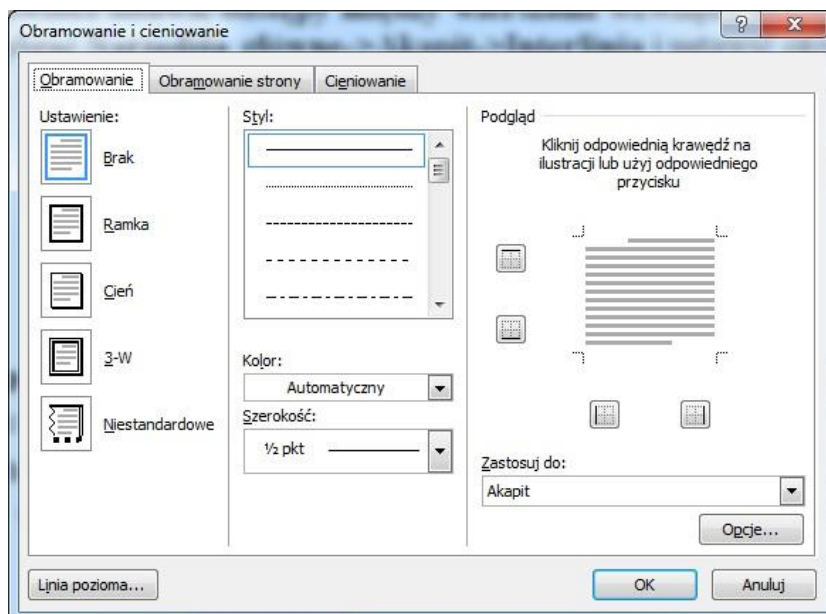 Obramowanie i cieniowanie
Obramowanie
Obramowanie strony
Cieniowanie
Ustawienie:
Brak
Ramka
Cień
3-W
Niestandardowe
Styl:
Kolor:
Automatyczny
Szerokość:
½ pkt
Podgląd
Kliknij odpowiednią krawędź na
ilustracji lub użyj odpowiedniego
przycisku
Zastosuj do:
Akapit
Opcje...
Linia pozioma...
OK
Anuluj